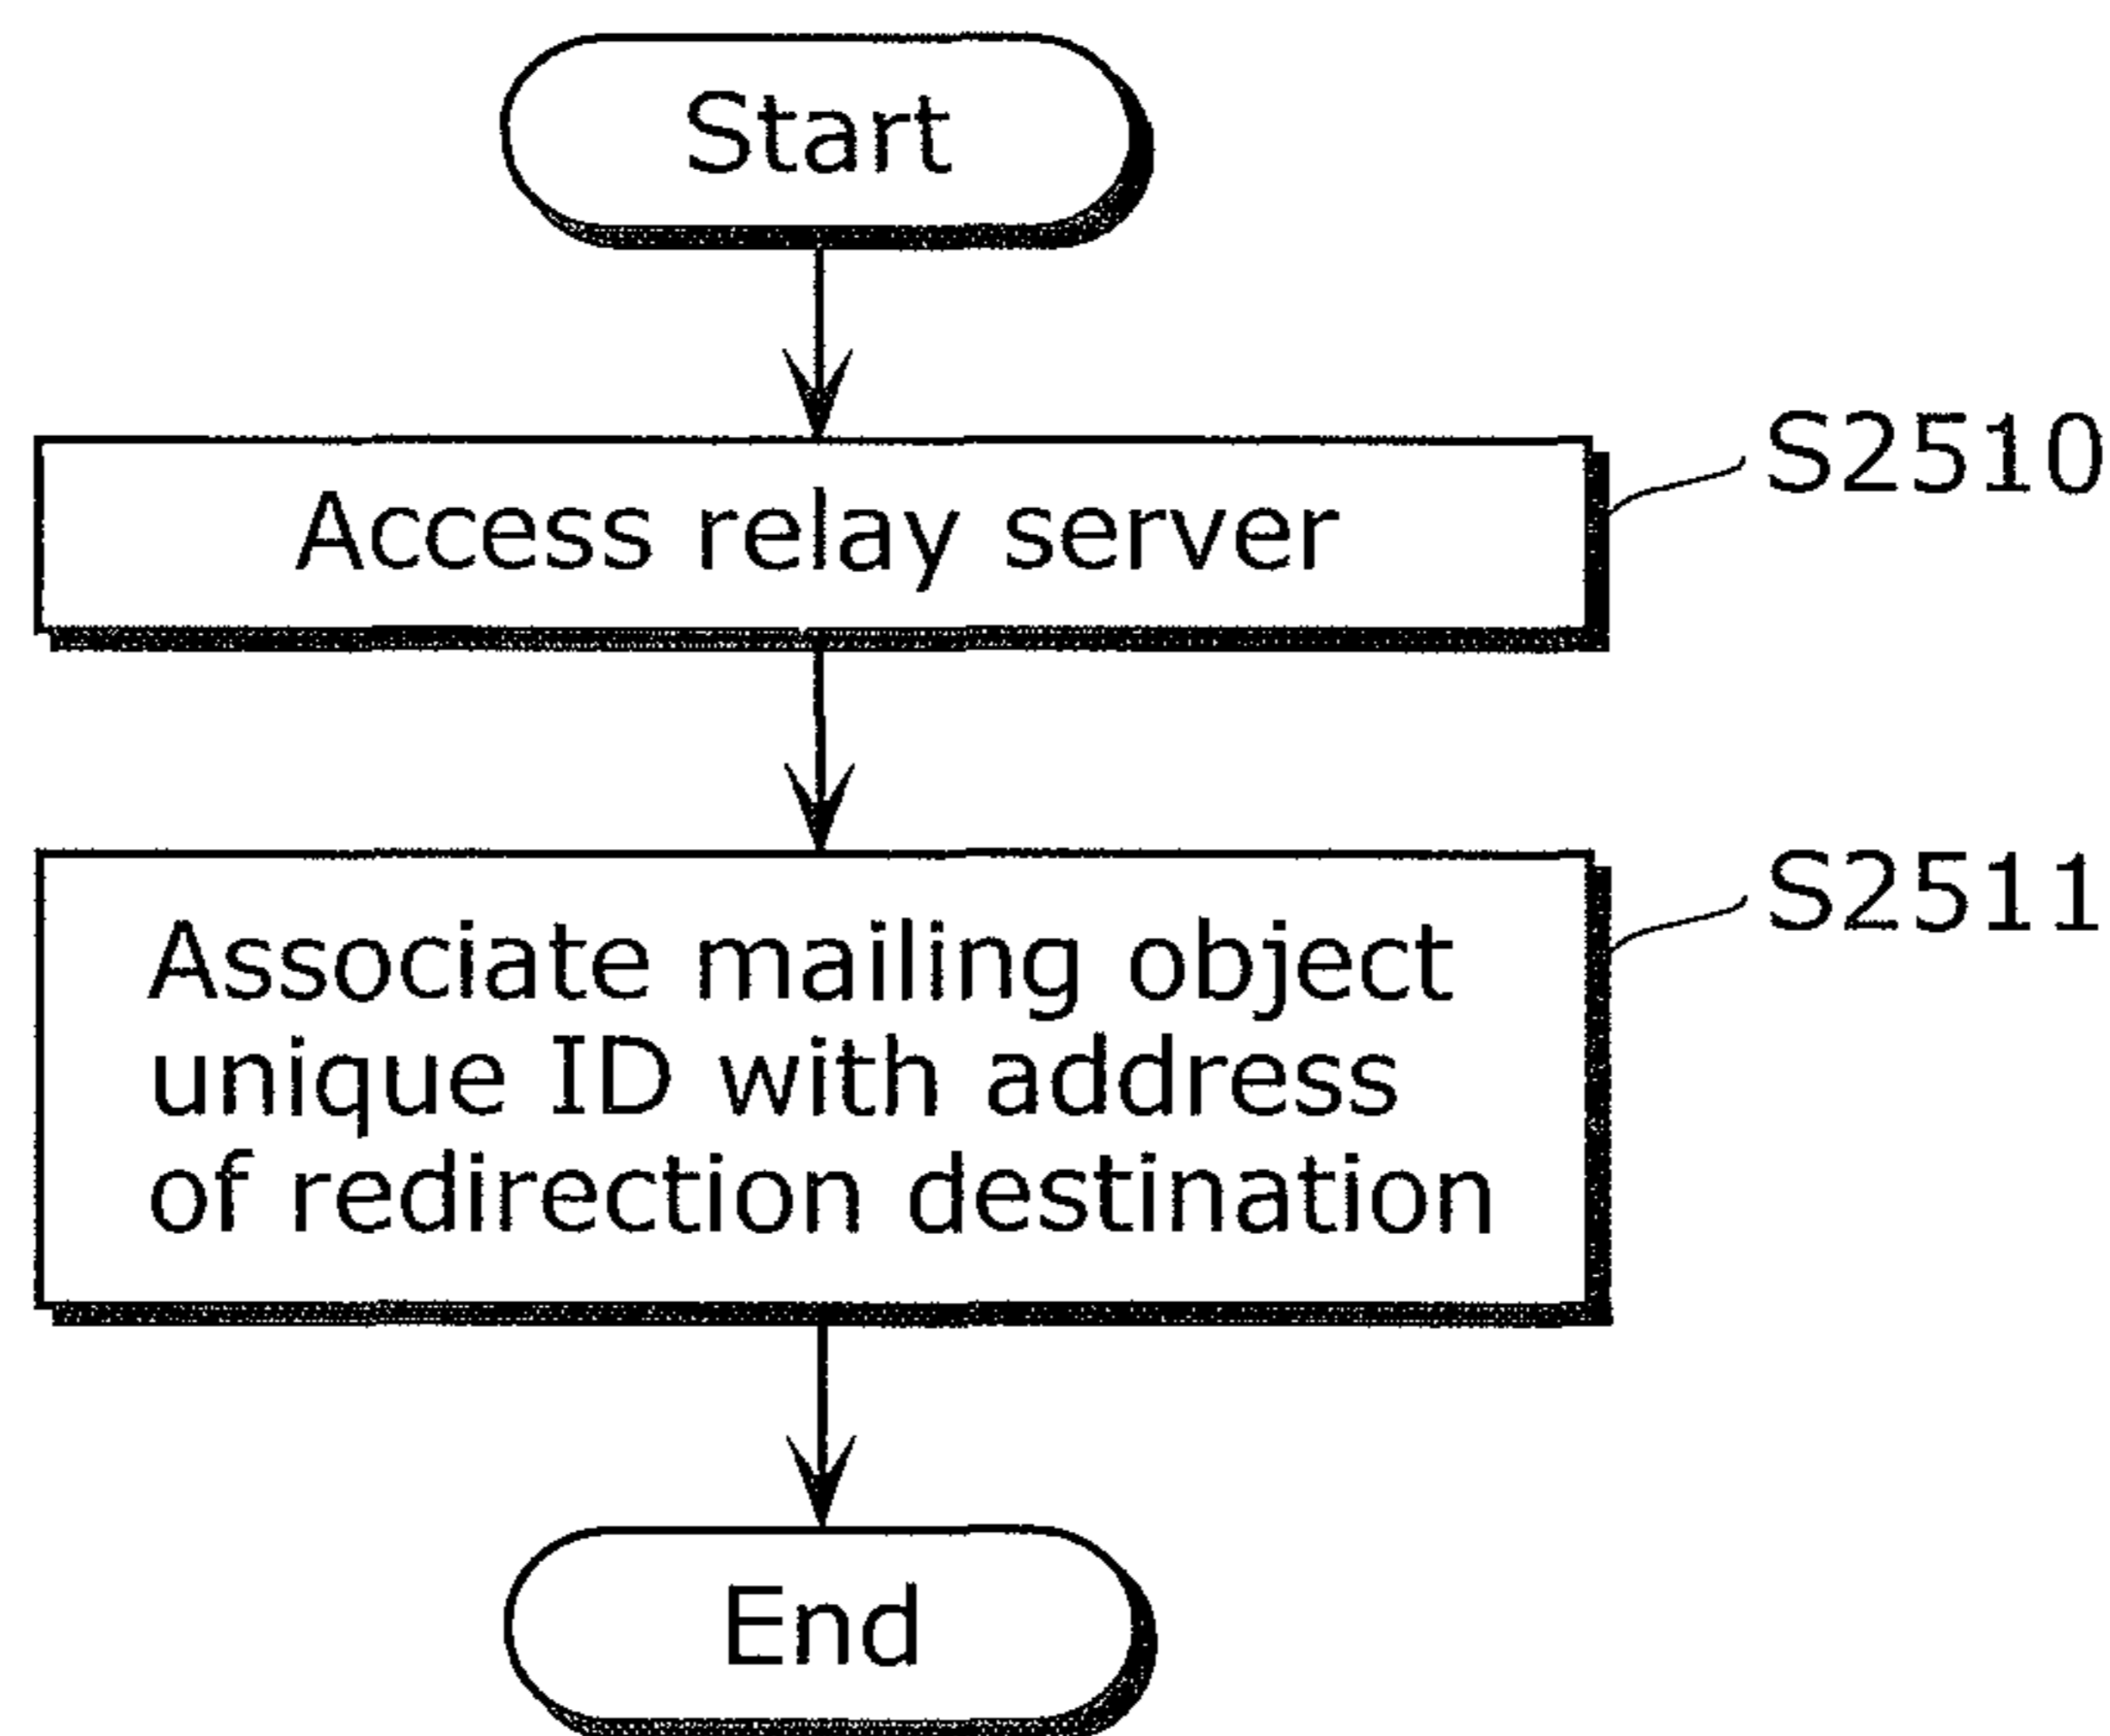 Start
Access relay server
S2510
Associate mailing object
unique ID with address
of redirection destination
S2511
End